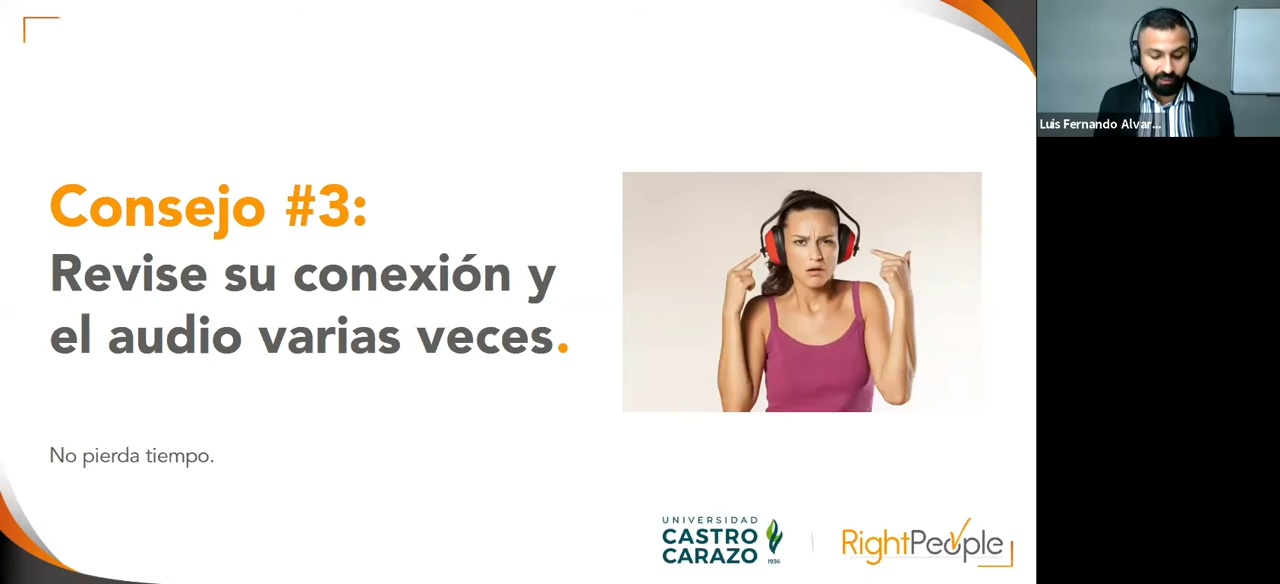 Consejo #3:
Revise su conexión y
el audio varias veces.
No pierda tiempo.
UNIVERSIDAD
CASTRO
CARAZO
1936
RightPeople
Luis Fernando Alvar...